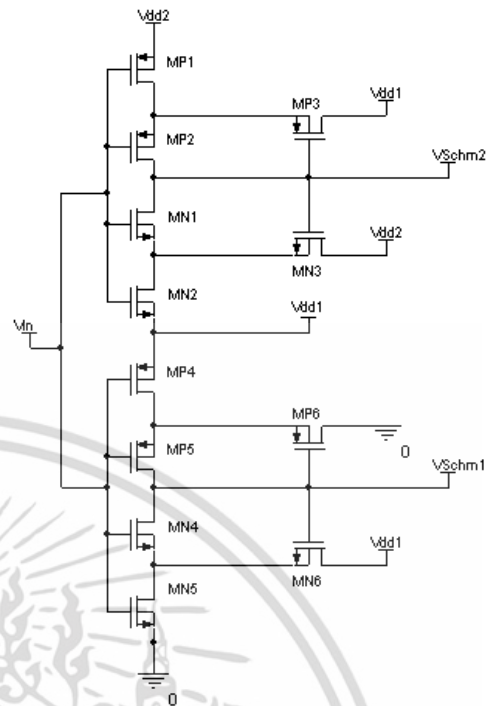 Vdd2
MP1
MP3
Vdd1
MP2
VSchm2
MN1
Vdd2
MN3
MN2
Vdd1
Vin
MP4
MP6
0
MP5
VSchm1
MN4
Vdd1
MN6
MN5
0